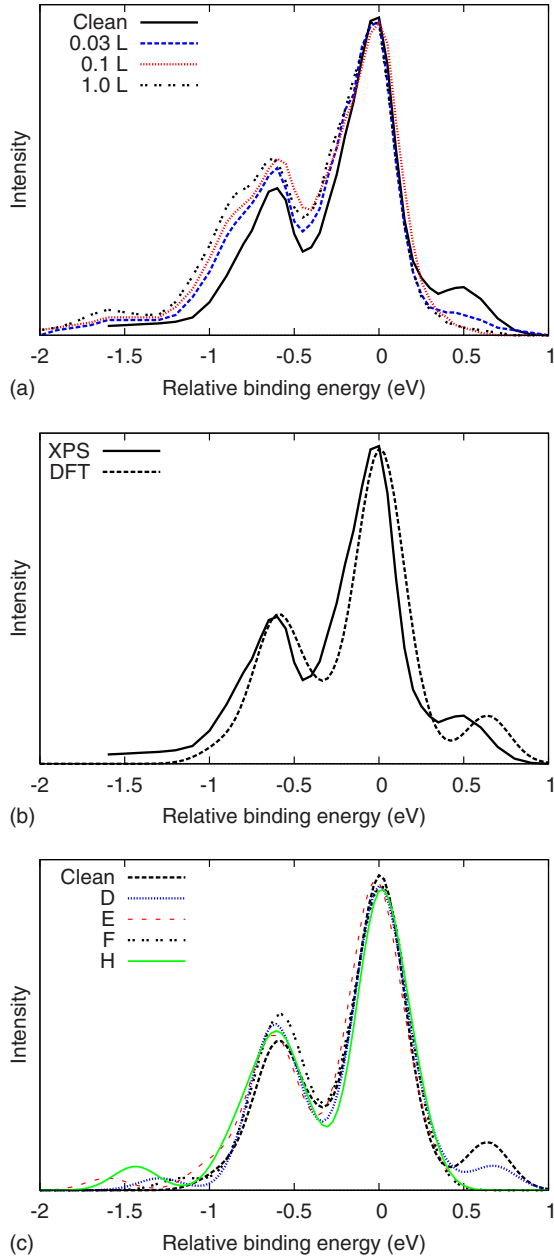 Clean
0.03 L
0.1 L
1.0 L
Intensity
-2 -1.5 -1 -0.5 0 0.5 1
(a) Relative binding energy (eV)
XPS
DFT
Intensity
-2 -1.5 -1 -0.5 0 0.5 1
(b) Relative binding energy (eV)
Clean
D
E
F
H
Intensity
-2 -1.5 -1 -0.5 0 0.5 1
(c) Relative binding energy (eV)